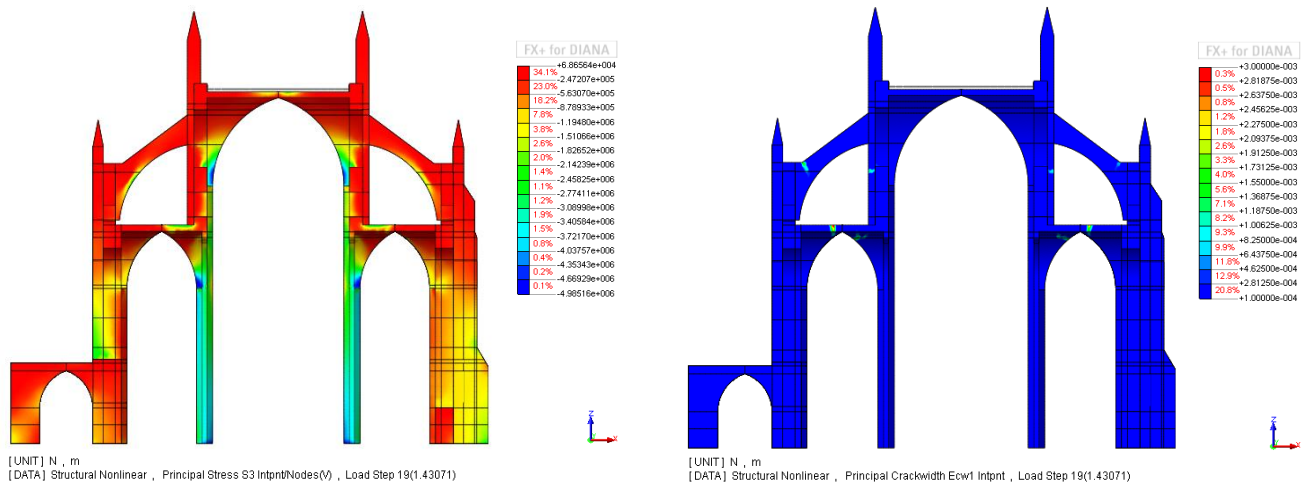 FX+ for DIANA
+6.86564e+004
34.1%
-2.47207e+005
23.0%
-5.63070e+005
18.2%
-8.78933e+005
7.8%
-1.19480e+006
3.8%
-1.51066e+006
2.6%
-1.82652e+006
2.0%
-2.14239e+006
1.4%
-2.45825e+006
1.1%
-2.77411e+006
1.2%
-3.08998e+006
1.9%
-3.40584e+006
1.5%
-3.72170e+006
0.8%
-4.03757e+006
0.4%
-4.35343e+006
0.2%
-4.66929e+006
0.1%
-4.98516e+006
Z
Y
X
[UNIT] N , m
[DATA] Structural Nonlinear , Principal Stress S3 Intpnt/Nodes(V) , Load Step 19(1.43071)
FX+ for DIANA
+3.00000e-003
0.3%
+2.81875e-003
0.5%
+2.63750e-003
0.8%
+2.45625e-003
1.2%
+2.27500e-003
1.8%
+2.09375e-003
2.6%
+1.91250e-003
3.3%
+1.73125e-003
4.0%
+1.55000e-003
5.6%
+1.36875e-003
7.1%
+1.18750e-003
8.2%
+1.00625e-003
9.3%
+8.25000e-004
9.9%
+6.43750e-004
11.8%
+4.62500e-004
12.9%
+2.81250e-004
20.8%
+1.00000e-004
Z
Y
X
[UNIT] N , m
[DATA] Structural Nonlinear , Principal Crackwidth Ecw1 Intpnt , Load Step 19(1.43071)